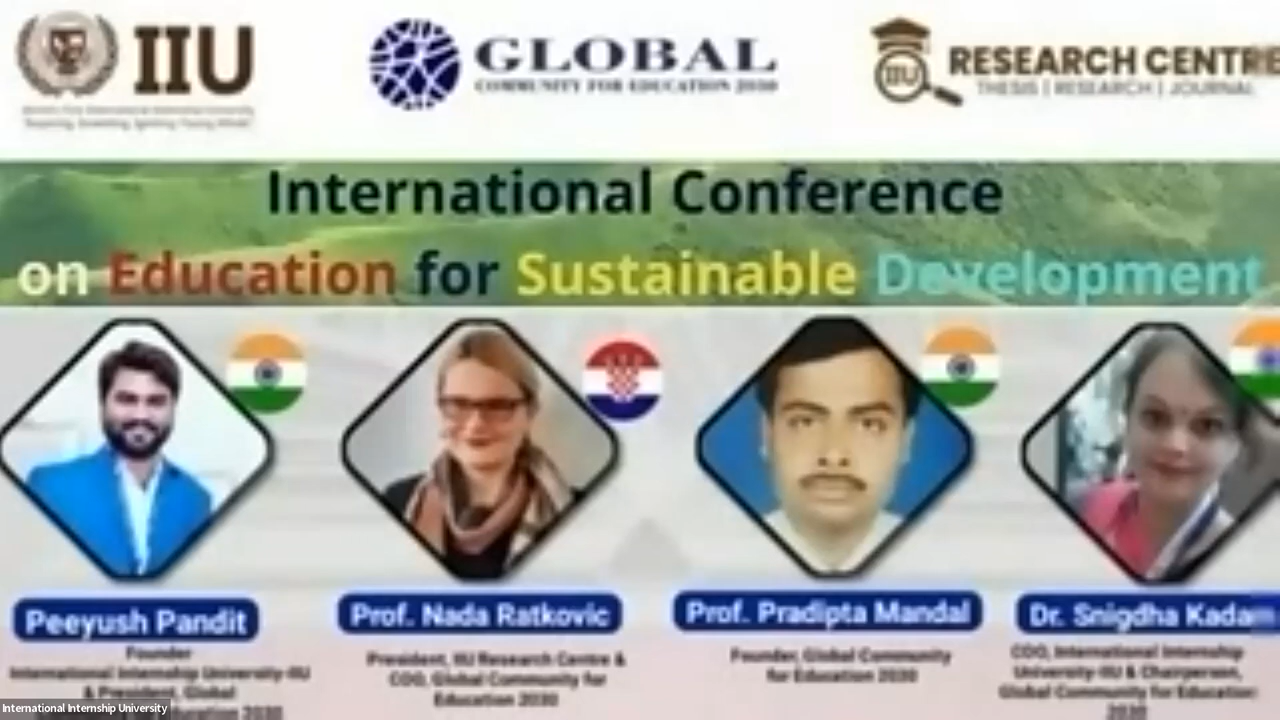 IIU
GLOBAL
COMMUNITY FOR EDUCATION 2030
IIU
RESEARCH CENTRE
THESIS | RESEARCH | JOURNAL
International Conference
on Education for Sustainable Development
Peeyush Pandit
Founder
International Internship University-IIU
& President, Global
Education 2030
Prof. Nada Ratkovic
President, IIU Research Centre &
COO, Global Community for
Education 2030
Prof. Pradipta Mandal
Founder, Global Community
for Education 2030
Dr. Snigdha Kadam
COO, International Internship
University-IIU & Chairperson,
Global Community for Education
2030
International Internship University